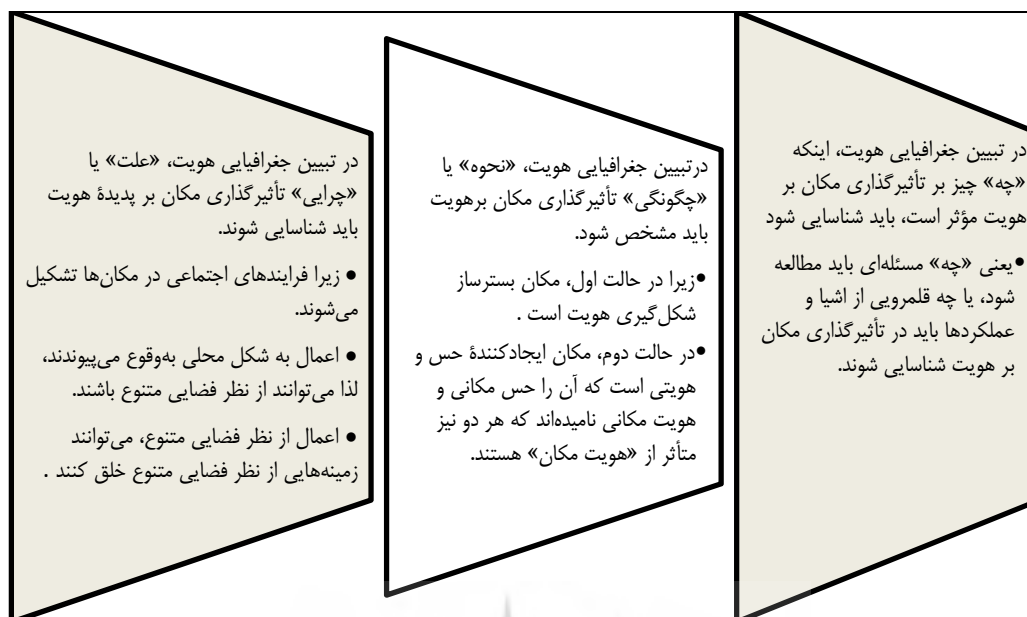 در تبیین جغرافیایی هویت، اینکه
«چه» چیز بر تأثیرگذاری مکان بر
هویت مؤثر است، باید شناسایی شود
•یعنی «چه» مسئله‌ای باید مطالعه
شود، یا چه قلمرویی از اشیا و
عملکردها باید در تأثیرگذاری مکان
بر هویت شناسایی شوند.
درتبیین جغرافیایی هویت، «نحوه» یا
«چگونگی» تأثیرگذاری مکان برهویت
باید مشخص شود.
•زیرا در حالت اول، مکان بسترساز
شکل‌گیری هویت است .
•در حالت دوم، مکان ایجادکنندۀ حس و
هویتی است که آن را حس مکانی و
هویت مکانی نامیده‌اند که هر دو نیز
متأثر از «هویت مکان» هستند.
در تبیین جغرافیایی هویت، «علت» یا
«چرایی» تأثیرگذاری مکان بر پدیدۀ هویت
باید شناسایی شوند.
• زیرا فرایندهای اجتماعی در مکان‌ها تشکیل
می‌شوند.
• اعمال به شکل محلی به‌وقوع می‌پیوندند،
لذا می‌توانند از نظر فضایی متنوع باشند.
• اعمال از نظر فضایی متنوع، می‌توانند
زمینه‌هایی از نظر فضایی متنوع خلق کنند .